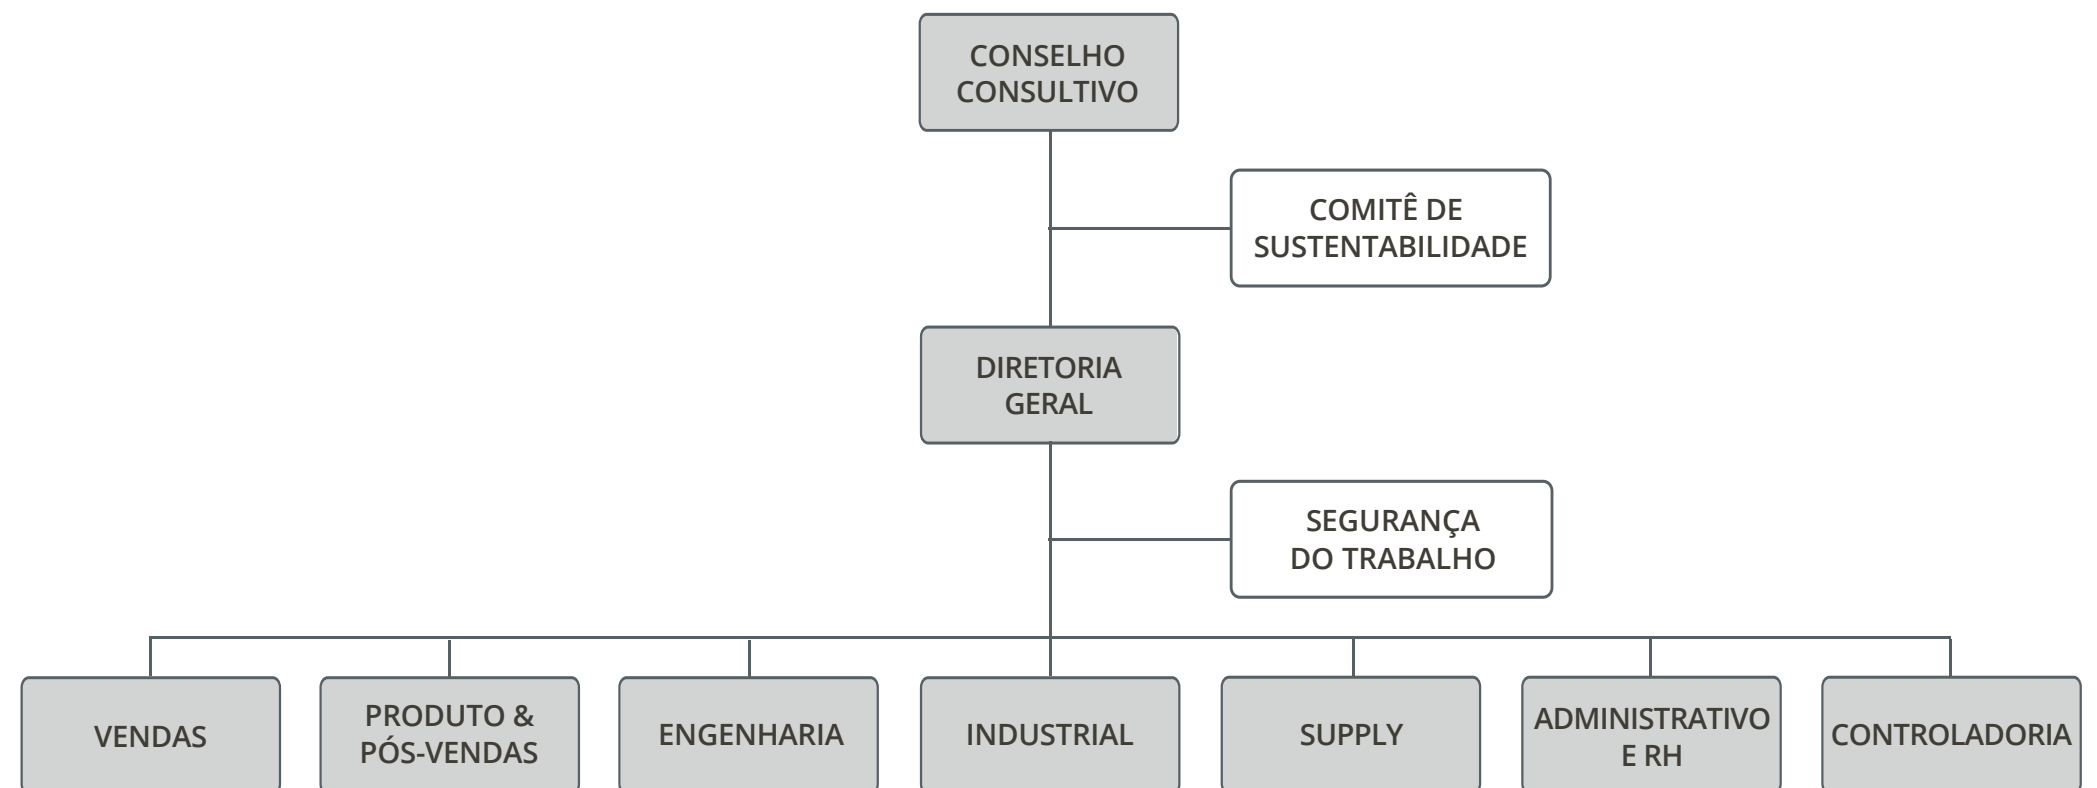 CONSELHO
CONSULTIVO
COMITÊ DE
SUSTENTABILIDADE
DIRETORIA
GERAL
SEGURANÇA
DO TRABALHO
VENDAS
PRODUTO &
PÓS-VENDAS
ENGENHARIA
INDUSTRIAL
SUPPLY
ADMINISTRATIVO
E RH
CONTROLADORIA